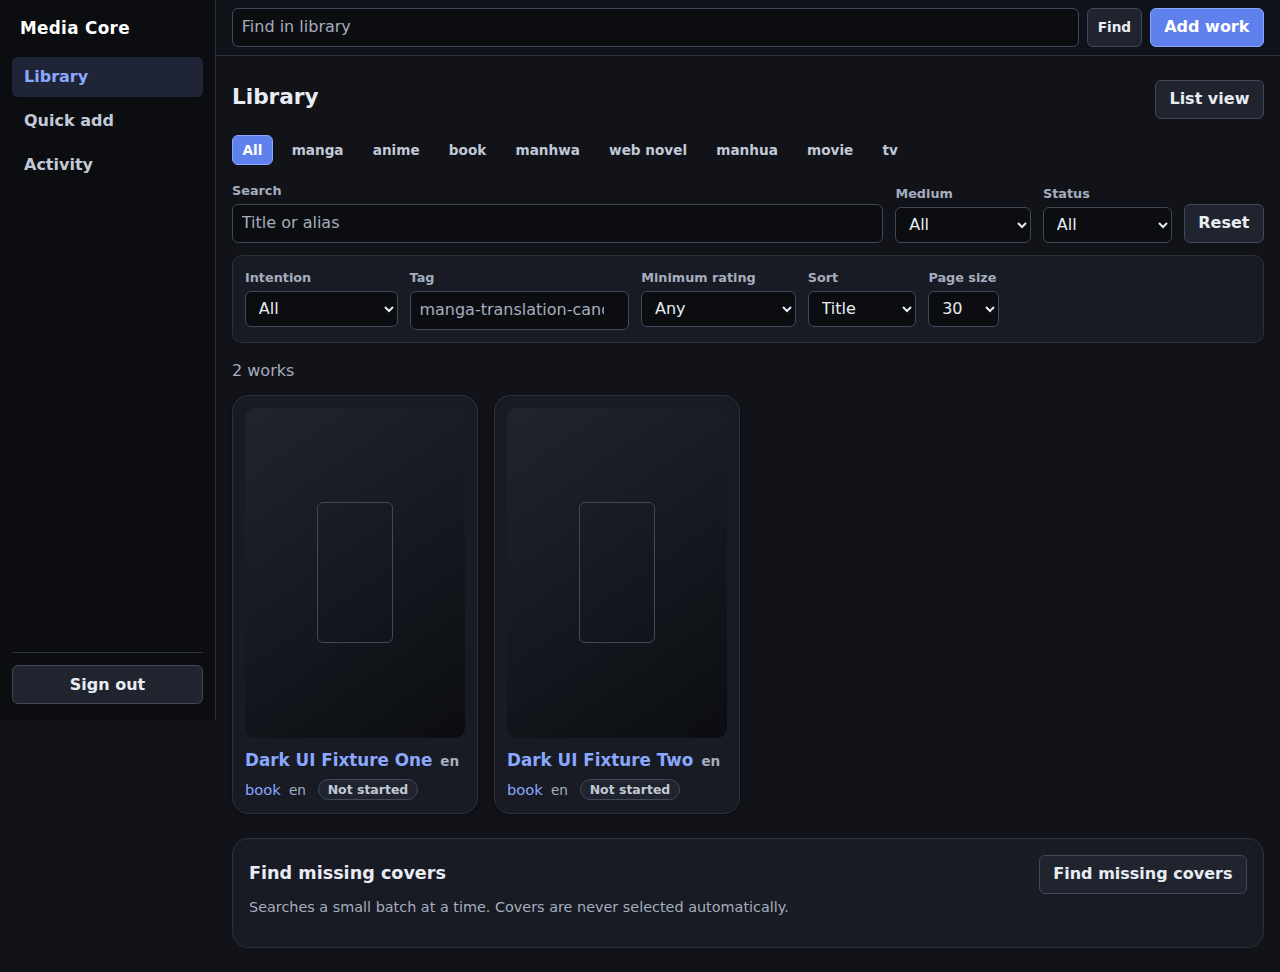 Media Core
Library
Quick add
Activity
Sign out
Find in library
Find
Add work
Library
List view
All manga anime book manhwa web novel manhua movie tv
Search
Title or alias
Medium
All
Status
All
Reset
Intention
All
Tag
manga-translation-can
Minimum rating
Any
Sort
Title
Page size
30
2 works
Dark UI Fixture One en
book en Not started
Dark UI Fixture Two en
book en Not started
Find missing covers
Find missing covers
Searches a small batch at a time. Covers are never selected automatically.